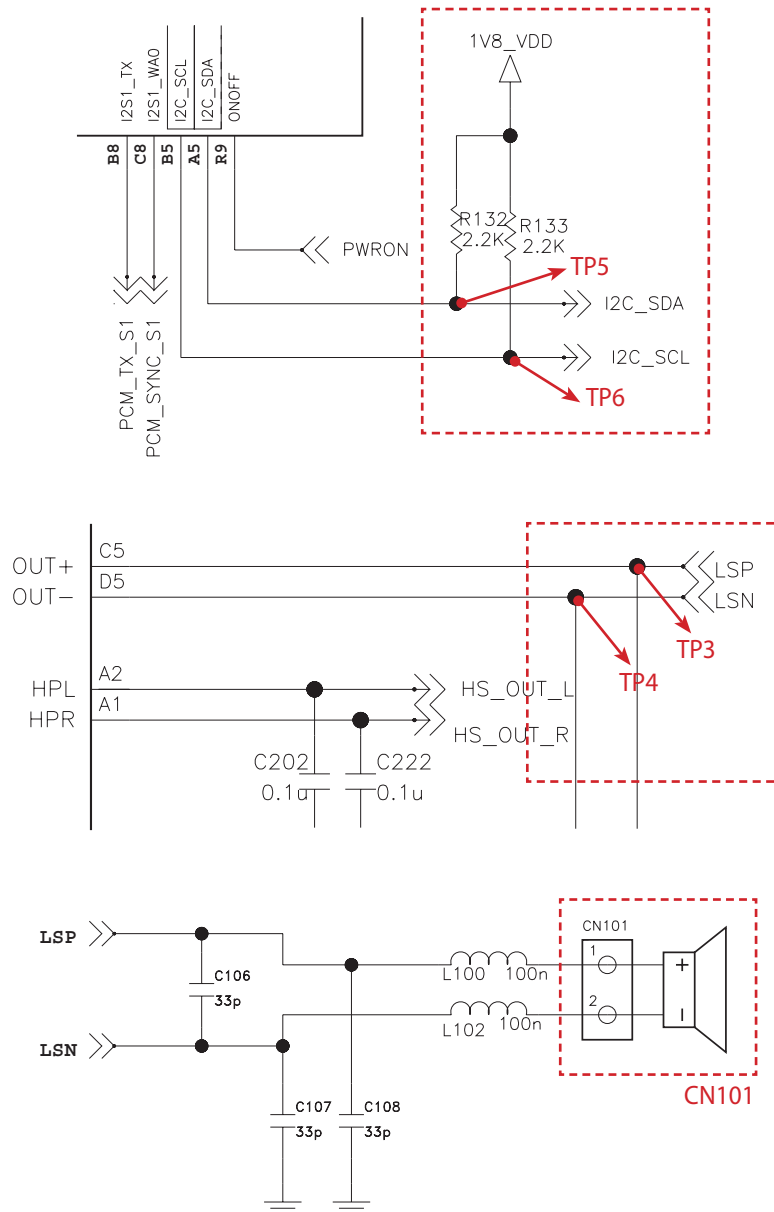 1V8_VDD
I2S1_TX
I2S1_WA0
I2C_SCL
I2C_SDA
ONOFF
B8
C8
B5
A5
R9
R132
2.2K
R133
2.2K
PWRON
TP5
I2C_SDA
I2C_SCL
TP6
PCM_TX_S1
PCM_SYNC_S1
OUT+
C5
LSP
OUT-
D5
LSN
TP3
TP4
HPL
A2
HS_OUT_L
HPR
A1
HS_OUT_R
C202
0.1u
C222
0.1u
LSP
CN101
1
+
C106
33p
L100
100n
2
-
L102
100n
LSN
CN101
C107
33p
C108
33p